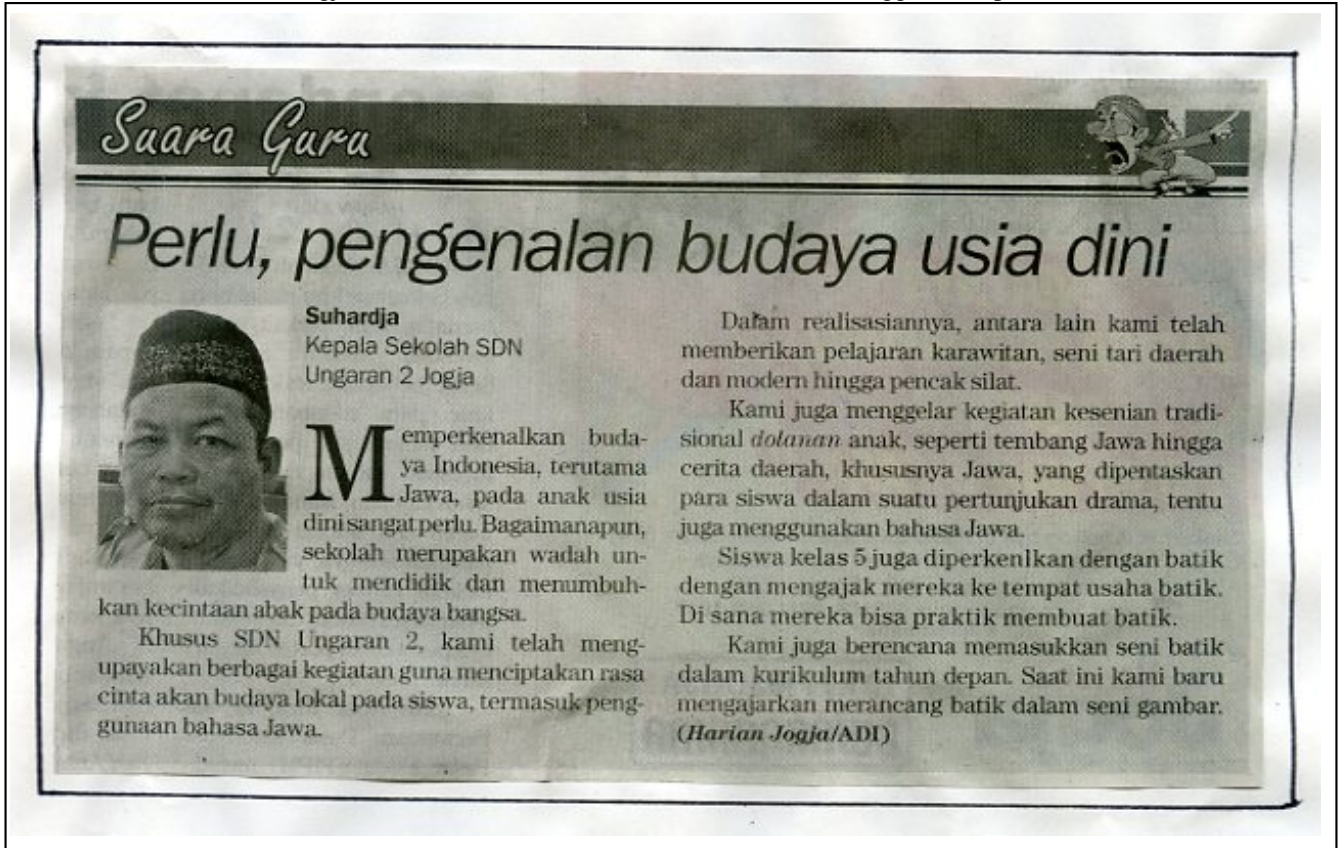 Suara Guru
Perlu, pengenalan budaya usia dini
Suhardja
Kepala Sekolah SDN
Ungaran 2 Jogja
Memperkenalkan buda-
ya Indonesia, terutama
Jawa, pada anak usia
dini sangat perlu. Bagaimanapun,
sekolah merupakan wadah un-
tuk mendidik dan menumbuh-
kan kecintaan abak pada budaya bangsa.
Khusus SDN Ungaran 2, kami telah meng-
upayakan berbagai kegiatan guna menciptakan rasa
cinta akan budaya lokal pada siswa, termasuk peng-
gunaan bahasa Jawa.
Dalam realisasiannya, antara lain kami telah
memberikan pelajaran karawitan, seni tari daerah
dan modern hingga pencak silat.
Kami juga menggelar kegiatan kesenian tradi-
sional dolanan anak, seperti tembang Jawa hingga
cerita daerah, khususnya Jawa, yang dipentaskan
para siswa dalam suatu pertunjukan drama, tentu
juga menggunakan bahasa Jawa.
Siswa kelas 5 juga diperkenlkan dengan batik
dengan mengajak mereka ke tempat usaha batik.
Di sana mereka bisa praktik membuat batik.
Kami juga berencana memasukkan seni batik
dalam kurikulum tahun depan. Saat ini kami baru
mengajarkan merancang batik dalam seni gambar.
(Harian Jogja/ADI)